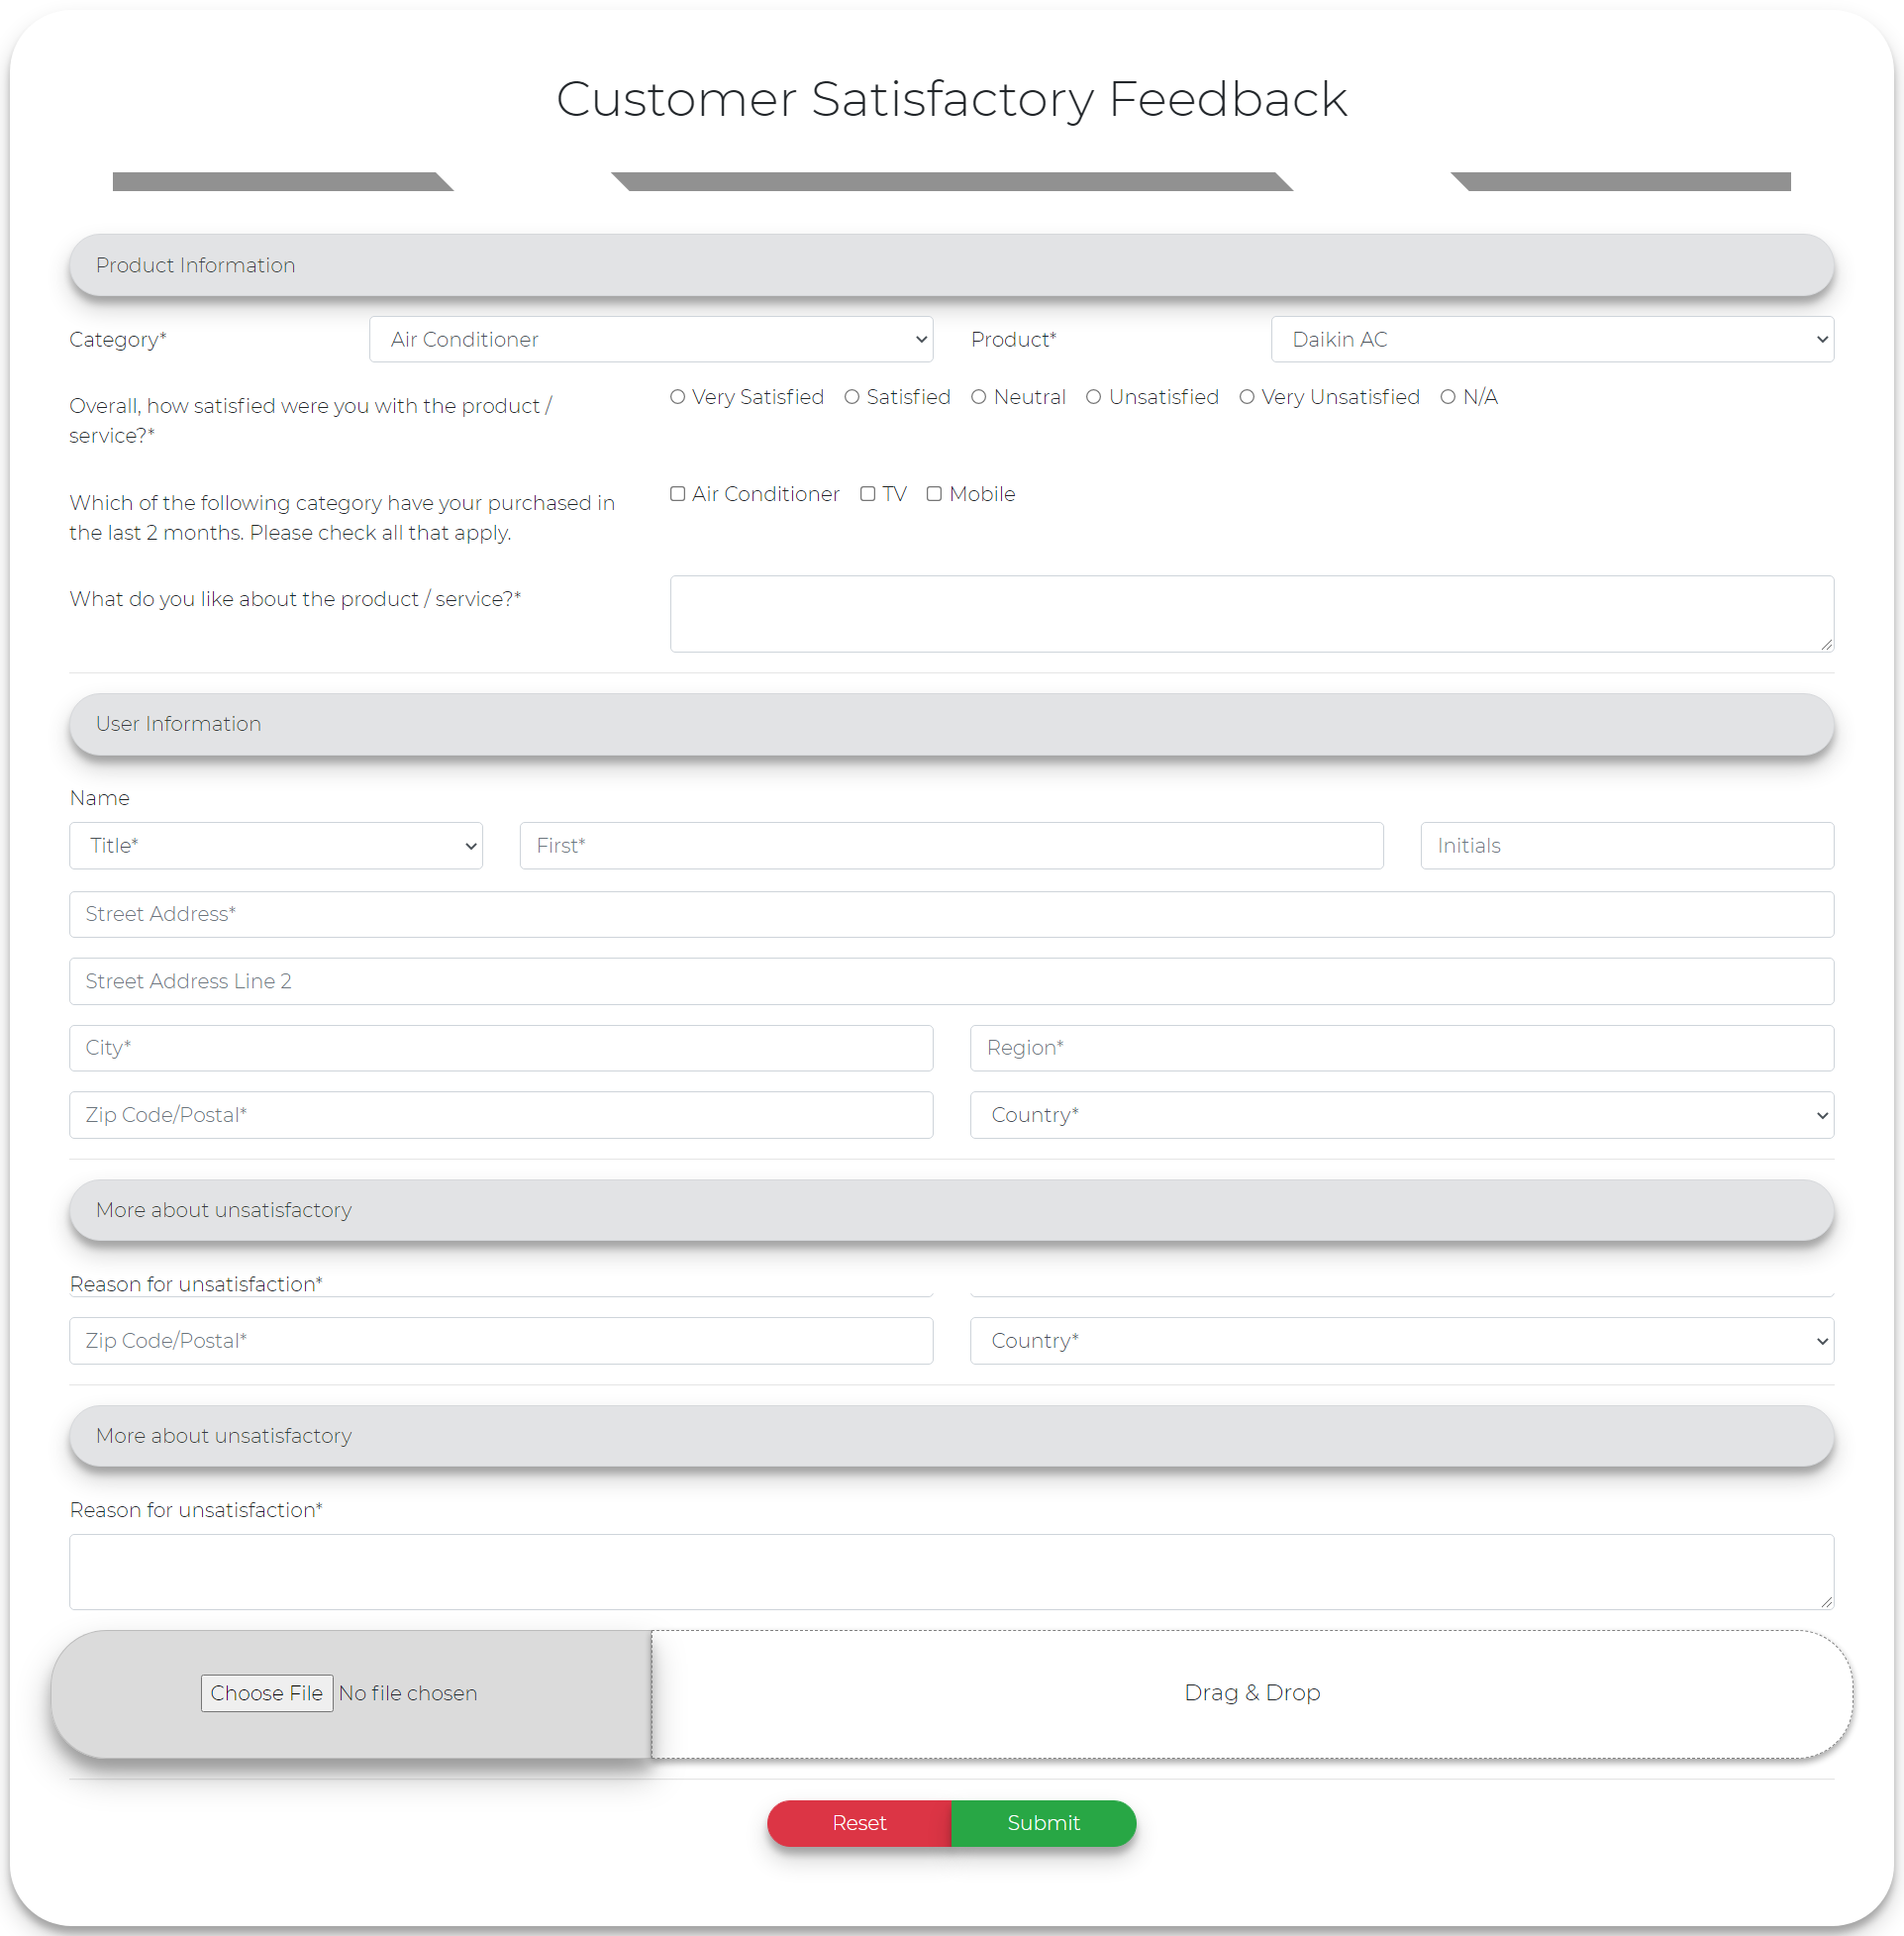 Customer Satisfactory Feedback
Product Information
Category* Air Conditioner Product* Daikin AC
Overall, how satisfied were you with the product /
service?*
Very Satisfied Satisfied Neutral Unsatisfied Very Unsatisfied N/A
Which of the following category have your purchased in
the last 2 months. Please check all that apply.
Air Conditioner TV Mobile
What do you like about the product / service?*
User Information
Name
Title* First* Initials
Street Address*
Street Address Line 2
City* Region*
Zip Code/Postal* Country*
More about unsatisfactory
Reason for unsatisfaction*
Zip Code/Postal* Country*
More about unsatisfactory
Reason for unsatisfaction*
Choose File No file chosen Drag & Drop
Reset Submit